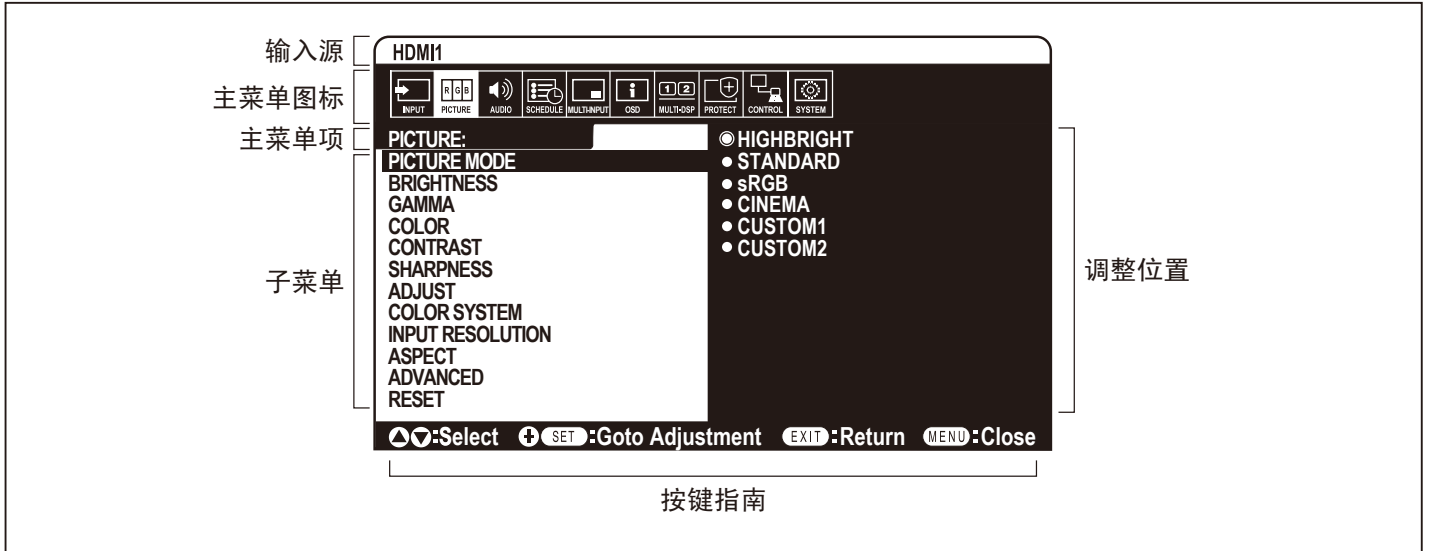 输入源
HDMI1
主菜单图标
INPUT PICTURE AUDIO SCHEDULE MULTI-INPUT OSD MULTI-DSP PROTECT CONTROL SYSTEM
R G B
i
1 2
主菜单项
PICTURE:
子菜单
PICTURE MODE
BRIGHTNESS
GAMMA
COLOR
CONTRAST
SHARPNESS
ADJUST
COLOR SYSTEM
INPUT RESOLUTION
ASPECT
ADVANCED
RESET
HIGHBRIGHT
STANDARD
sRGB
CINEMA
CUSTOM1
CUSTOM2
调整位置
:Select SET:Goto Adjustment EXIT:Return MENU:Close
按键指南